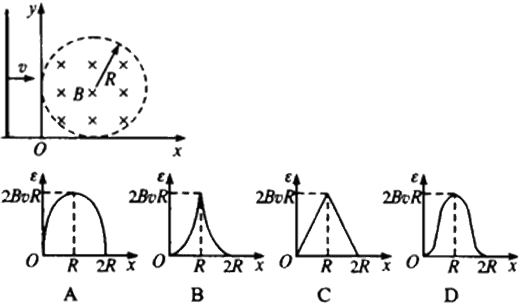 y
v
B
R
O
x
ε ε ε ε
2BvR 2BvR 2BvR 2BvR
O R 2R x O R 2R x O R 2R x O R 2R x
A B C D